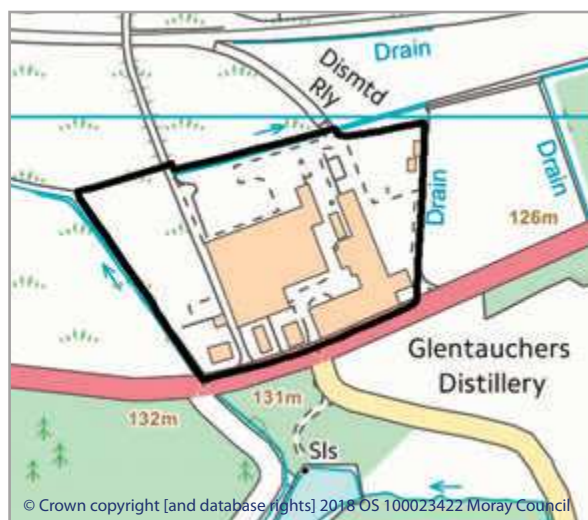 Drain
Dismtd
Rly
Drain
Drain
126m
Glentauchers
Distillery
131m
132m
Sls
© Crown copyright [and database rights] 2018 OS 100023422 Moray Council